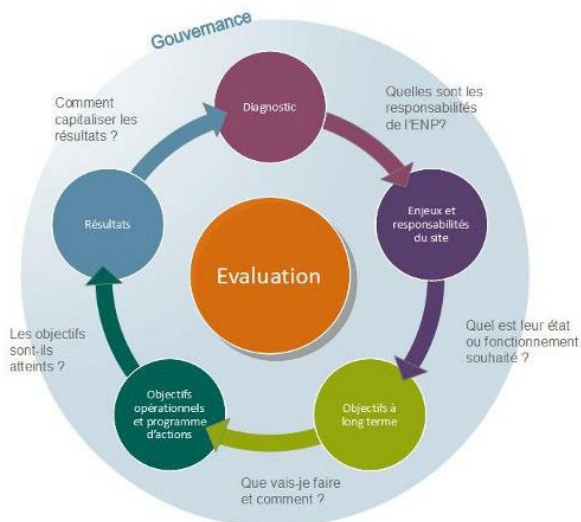 Gouvernance
Diagnostic
Quelles sont les
responsabilités
de l'ENP?
Enjeux et
responsabilités
du site
Quel est leur état
ou fonctionnement
souhaité ?
Objectifs à
long terme
Que vais-je faire
et comment ?
Objectifs
opérationnels
et programme
d'actions
Les objectifs
sont-ils
atteints ?
Résultats
Comment
capitaliser les
résultats ?
Evaluation